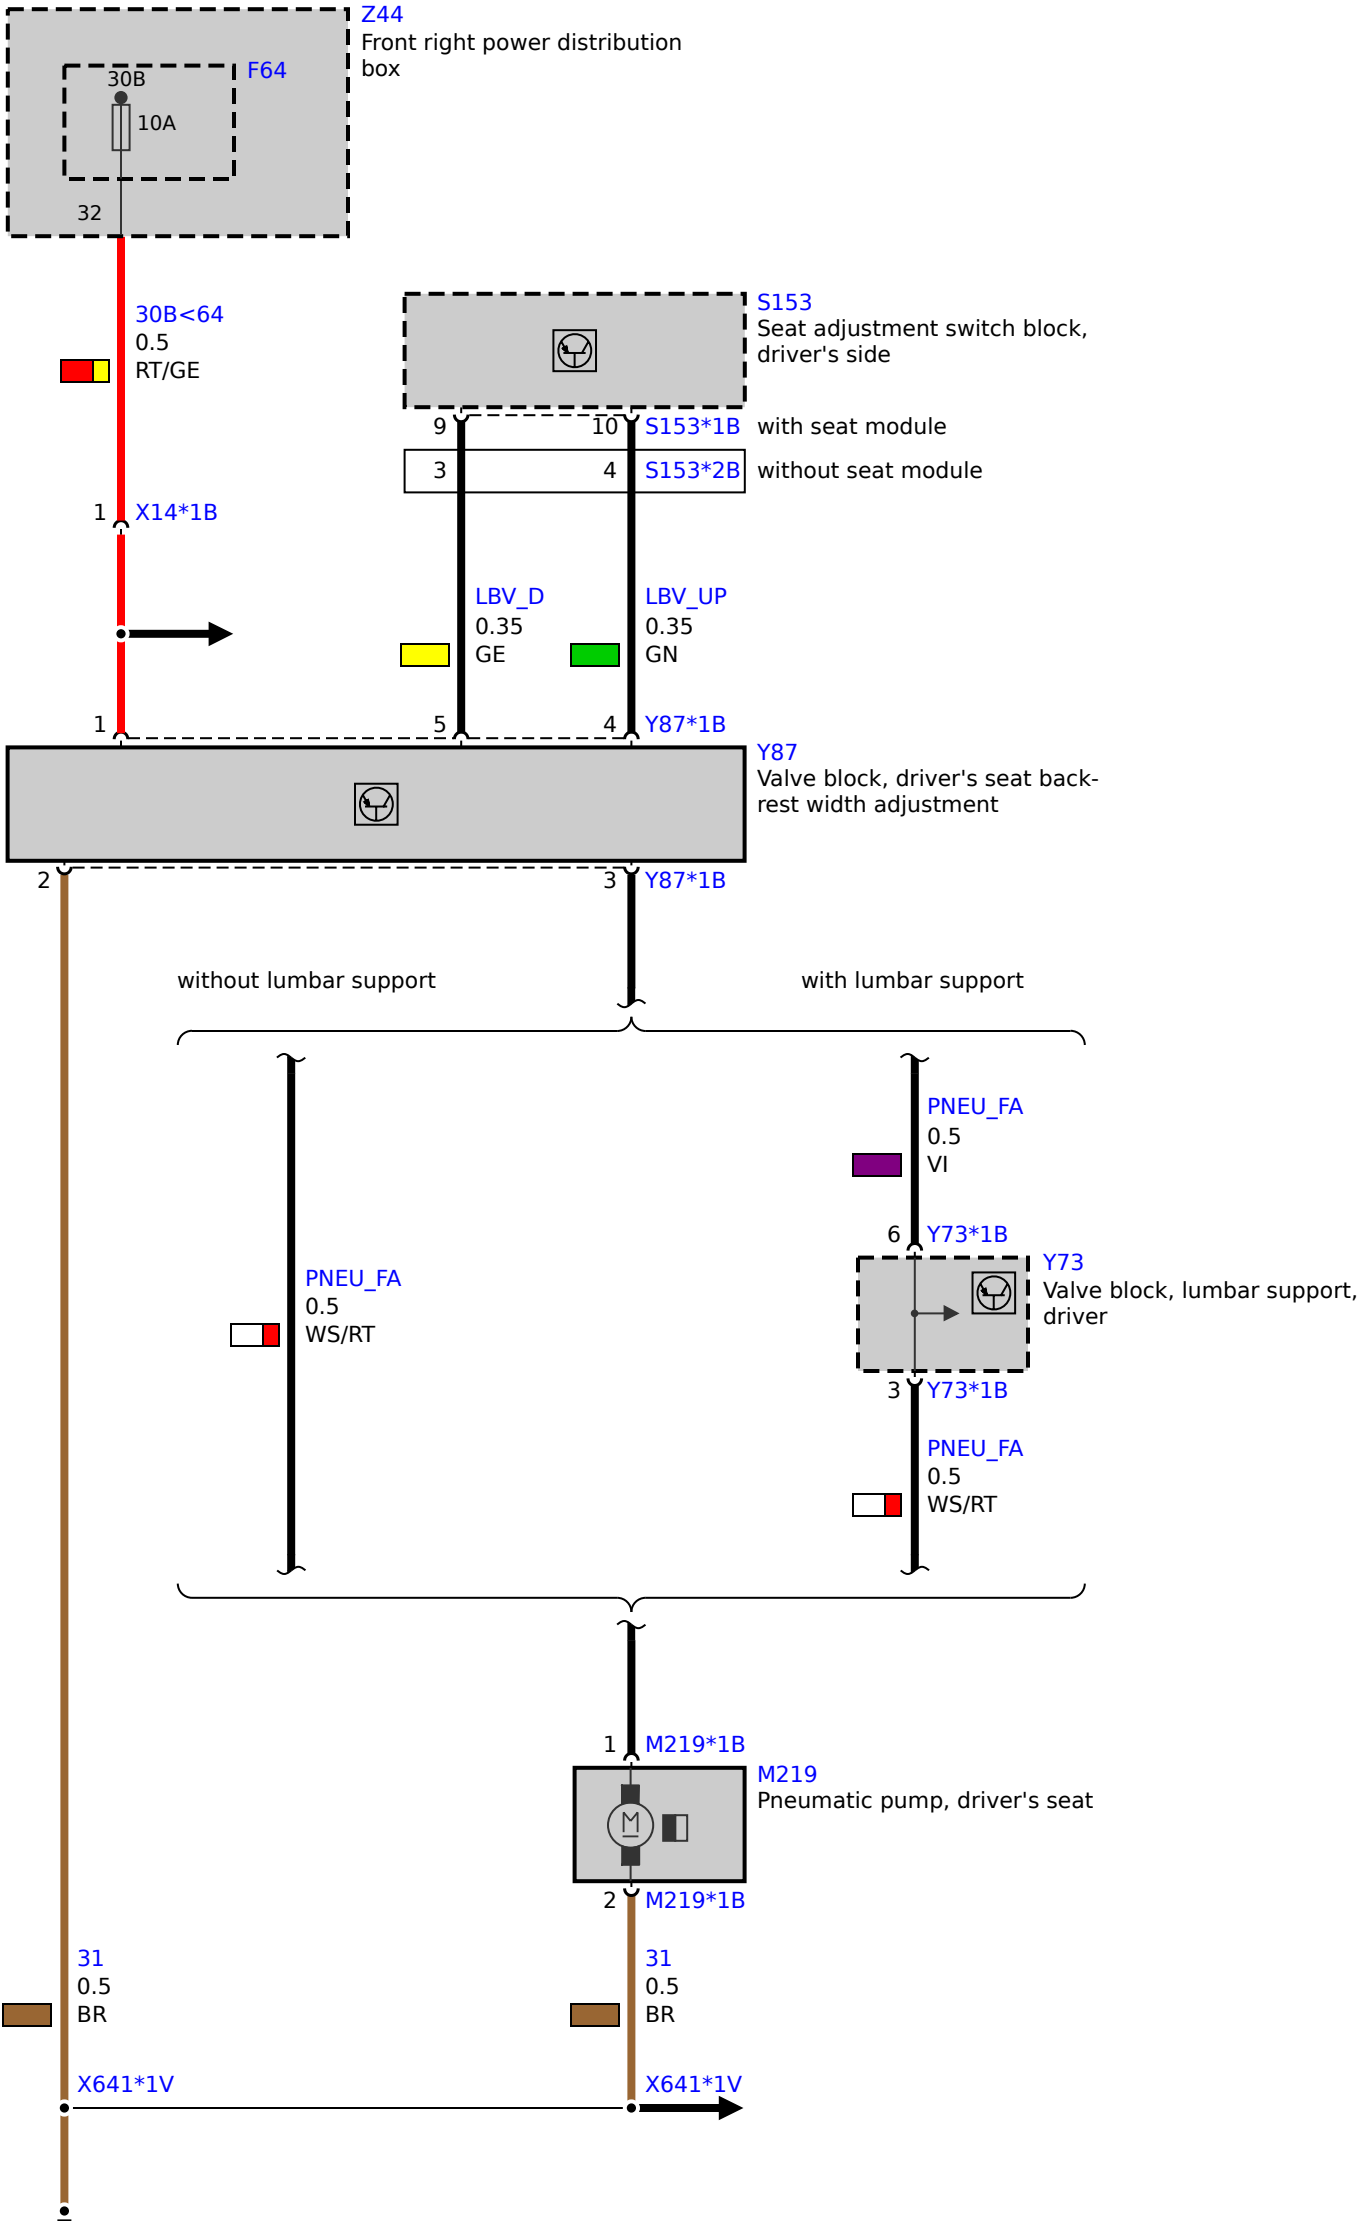 Z44
Front right power distribution
box
F64
30B
10A
32
30B<64
0.5
RT/GE
S153
Seat adjustment switch block,
driver's side
9
10
S153*1B
with seat module
3
4
S153*2B
without seat module
1
X14*1B
LBV_D
0.35
GE
LBV_UP
0.35
GN
1
5
4
Y87*1B
Y87
Valve block, driver's seat back-
rest width adjustment
2
3
Y87*1B
without lumbar support
with lumbar support
PNEU_FA
0.5
VI
6
Y73*1B
Y73
Valve block, lumbar support,
driver
PNEU_FA
0.5
WS/RT
3
Y73*1B
PNEU_FA
0.5
WS/RT
1
M219*1B
M219
Pneumatic pump, driver's seat
M
2
M219*1B
31
0.5
BR
31
0.5
BR
X641*1V
X641*1V